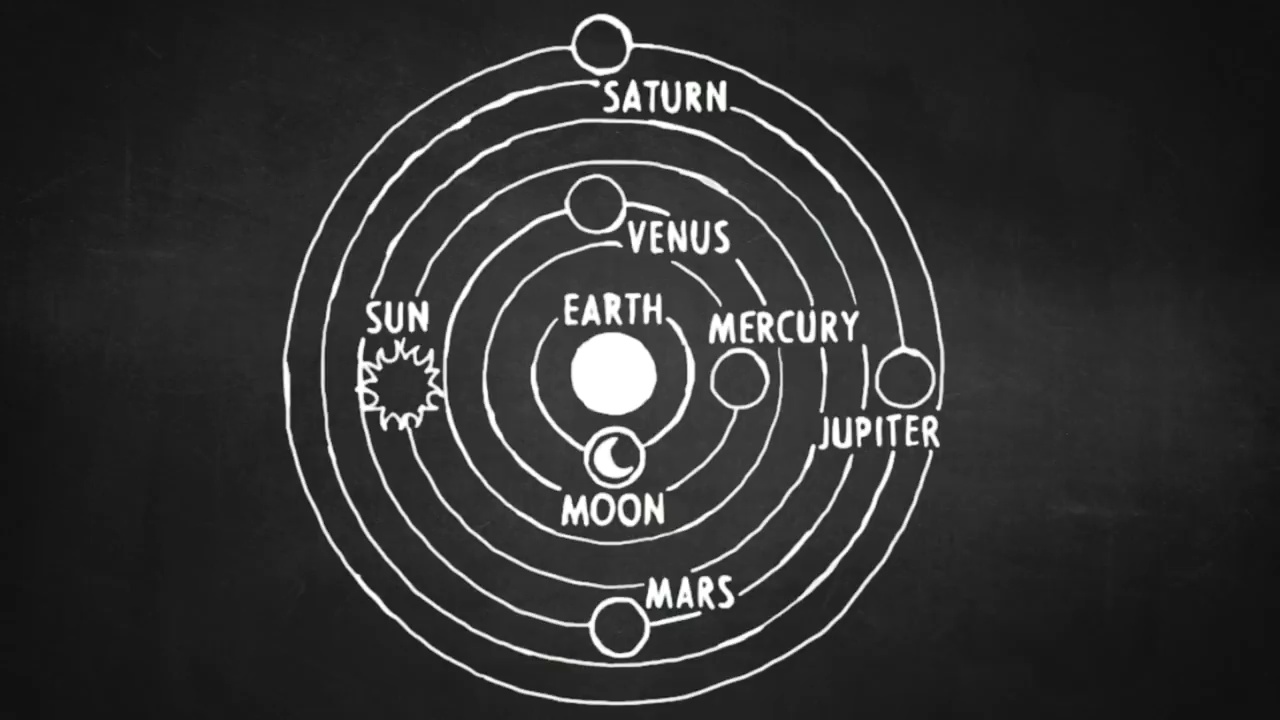 SATURN
VENUS
EARTH
SUN
MERCURY
JUPITER
MOON
MARS